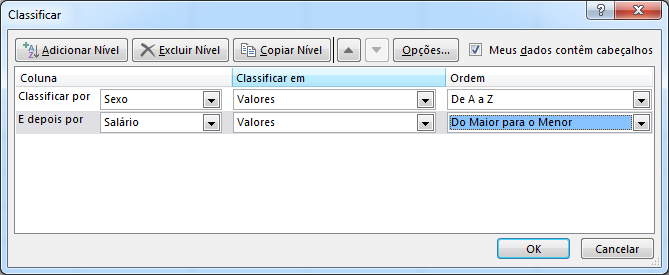 Classificar
Adicionar Nível Excluir Nível Copiar Nível Opções... Meus dados contêm cabeçalhos
Coluna Classificar em Ordem
Classificar por Sexo Valores De A a Z
E depois por Salário Valores Do Maior para o Menor
OK Cancelar